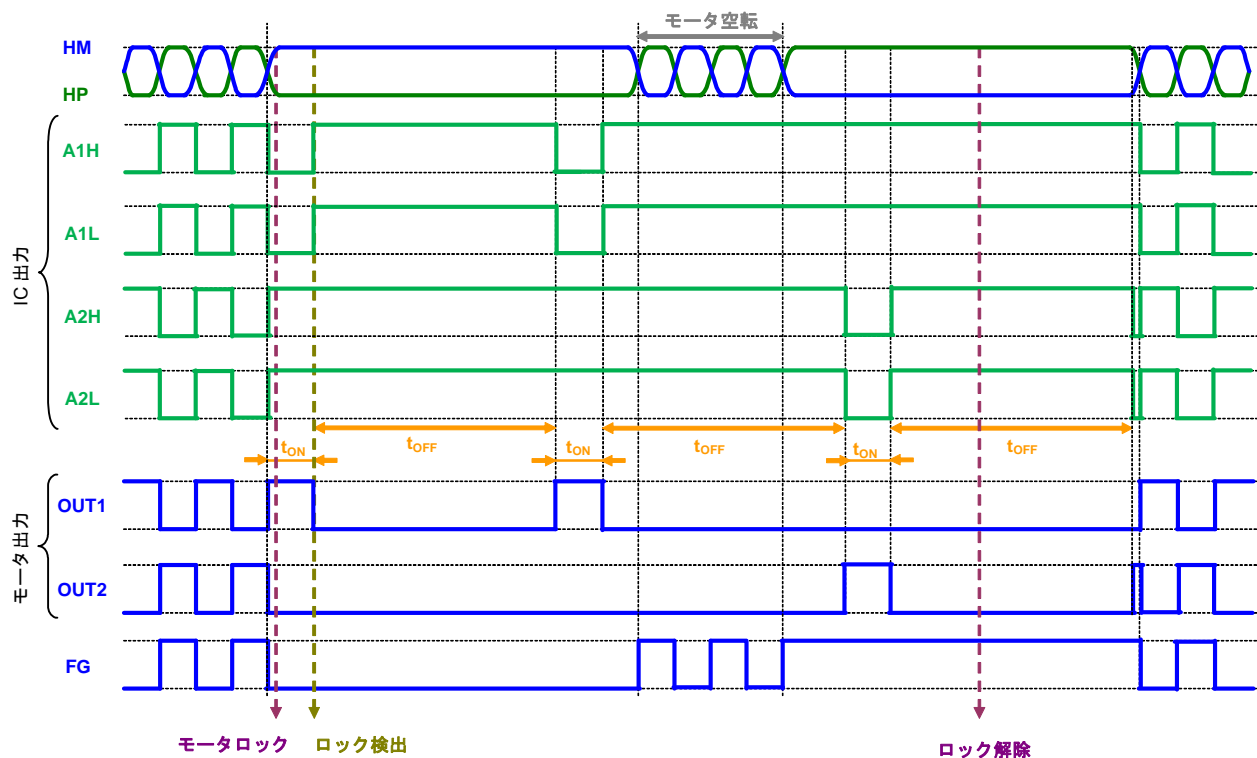 モータ空転
HM
HP
A1H
A1L
A2H
A2L
IC 出力
tON
tOFF
tON
tOFF
tON
tOFF
OUT1
OUT2
モータ出力
FG
モータロック
ロック検出
ロック解除